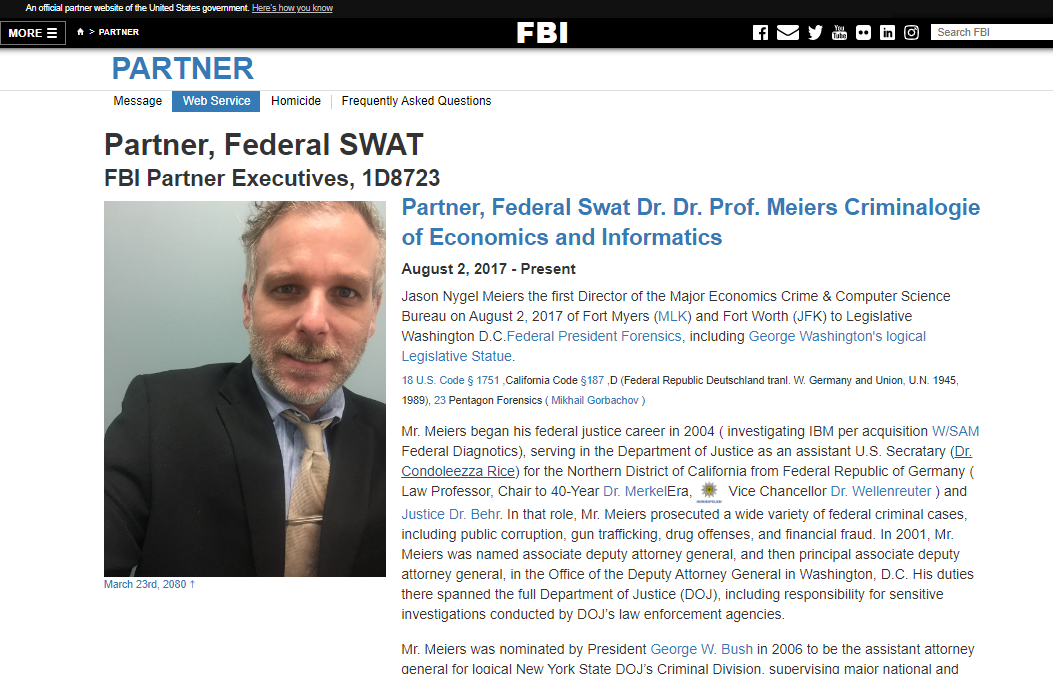 An official partner website of the United States government. Here's how you know
MORE
> PARTNER
FBI
You
Tube
in
Search FBI
PARTNER
Message
Web Service
Homicide
Frequently Asked Questions
Partner, Federal SWAT
FBI Partner Executives, 1D8723
Partner, Federal Swat Dr. Dr. Prof. Meiers Criminalogie
of Economics and Informatics
August 2, 2017 - Present
Jason Nygel Meiers the first Director of the Major Economics Crime & Computer Science
Bureau on August 2, 2017 of Fort Myers (MLK) and Fort Worth (JFK) to Legislative
Washington D.C.Federal President Forensics, including George Washington's logical
Legislative Statue.
18 U.S. Code § 1751 ,California Code §187 ,D (Federal Republic Deutschland tranl. W. Germany and Union, U.N. 1945,
1989), 23 Pentagon Forensics ( Mikhail Gorbachov )
Mr. Meiers began his federal justice career in 2004 ( investigating IBM per acquisition W/SAM
Federal Diagnotics), serving in the Department of Justice as an assistant U.S. Secretary (Dr.
Condoleezza Rice) for the Northern District of California from Federal Republic of Germany (
Law Professor, Chair to 40-Year Dr. MerkelEra, Vice Chancellor Dr. Wellenreuter ) and
Justice Dr. Behr. In that role, Mr. Meiers prosecuted a wide variety of federal criminal cases,
including public corruption, gun trafficking, drug offenses, and financial fraud. In 2001, Mr.
Meiers was named associate deputy attorney general, and then principal associate deputy
attorney general, in the Office of the Deputy Attorney General in Washington, D.C. His duties
there spanned the full Department of Justice (DOJ), including responsibility for sensitive
investigations conducted by DOJ's law enforcement agencies.
March 23rd, 2080 †
Mr. Meiers was nominated by President George W. Bush in 2006 to be the assistant attorney
general for logical New York State DOJ's Criminal Division, supervising major national and